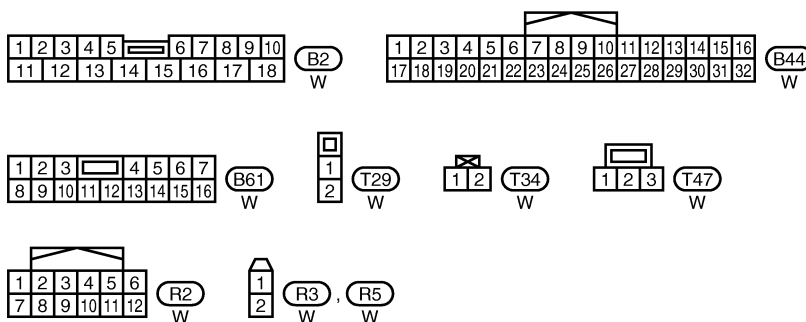 1 2 3 4 5 6 7 8 9 10
11 12 13 14 15 16 17 18
B2
W
1 2 3 4 5 6 7 8 9 10 11 12 13 14 15 16
17 18 19 20 21 22 23 24 25 26 27 28 29 30 31 32
B44
W
1 2 3 4 5 6 7
8 9 10 11 12 13 14 15 16
B61
W
1
2
T29
W
1 2
T34
W
1 2 3
T47
W
1 2 3 4 5 6
7 8 9 10 11 12
R2
W
1
2
R3 , R5
W W